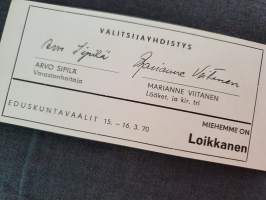 VALITSIJAYHDISTYS
Arvo Sipilä
Marianne Viitanen
ARVO SIPILÄ
Varastonhoitaja
MARIANNE VIITANEN
Lääket. ja kir. tri
EDUSKUNTAVAALIT 15. — 16. 3. 70
MIEHEMME ON
Loikkanen